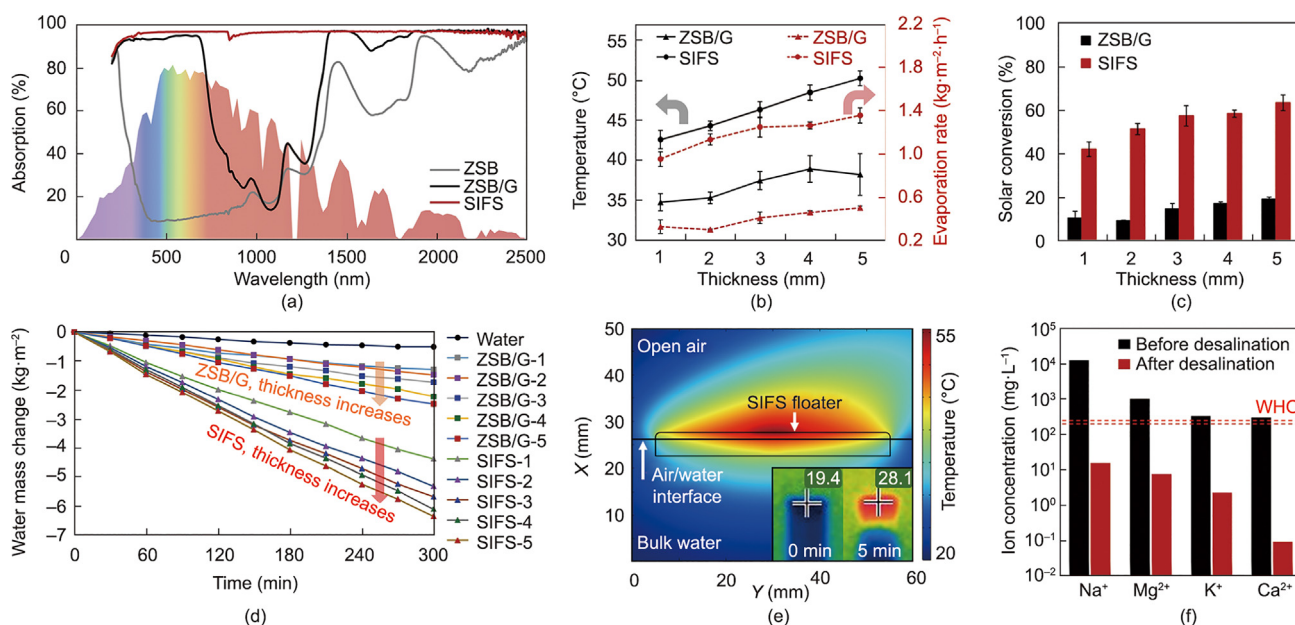 100
80
60
40
20
Absorption (%)
ZSB
ZSB/G
SIFS
0
500
1000
1500
2000
2500
Wavelength (nm)
(a)
55
50
45
40
35
30
Temperature (°C)
ZSB/G
SIFS
ZSB/G
SIFS
2.2
1.8
1.4
1.0
0.6
0.2
Evaporation rate (kg·m⁻²·h⁻¹)
1 2 3 4 5
Thickness (mm)
(b)
100
80
60
40
20
0
Solar conversion (%)
ZSB/G
SIFS
1 2 3 4 5
Thickness (mm)
(c)
0
−1
−2
−3
−4
−5
−6
−7
Water mass change (kg·m⁻²)
ZSB/G, thickness increases
SIFS, thickness increases
0 60 120 180 240 300
Time (min)
Water
ZSB/G-1
ZSB/G-2
ZSB/G-3
ZSB/G-4
ZSB/G-5
SIFS-1
SIFS-2
SIFS-3
SIFS-4
SIFS-5
(d)
50
40
30
20
10
X (mm)
Open air
SIFS floater
Air/water
interface
Bulk water
19.4
28.1
0 min
5 min
0 20 40 60
Y (mm)
55
20
Temperature (°C)
(e)
10⁵
10⁴
10³
10²
10¹
10⁰
10⁻¹
10⁻²
Ion concentration (mg·L⁻¹)
Before desalination
After desalination
WHO
Na⁺ Mg²⁺ K⁺ Ca²⁺
(f)